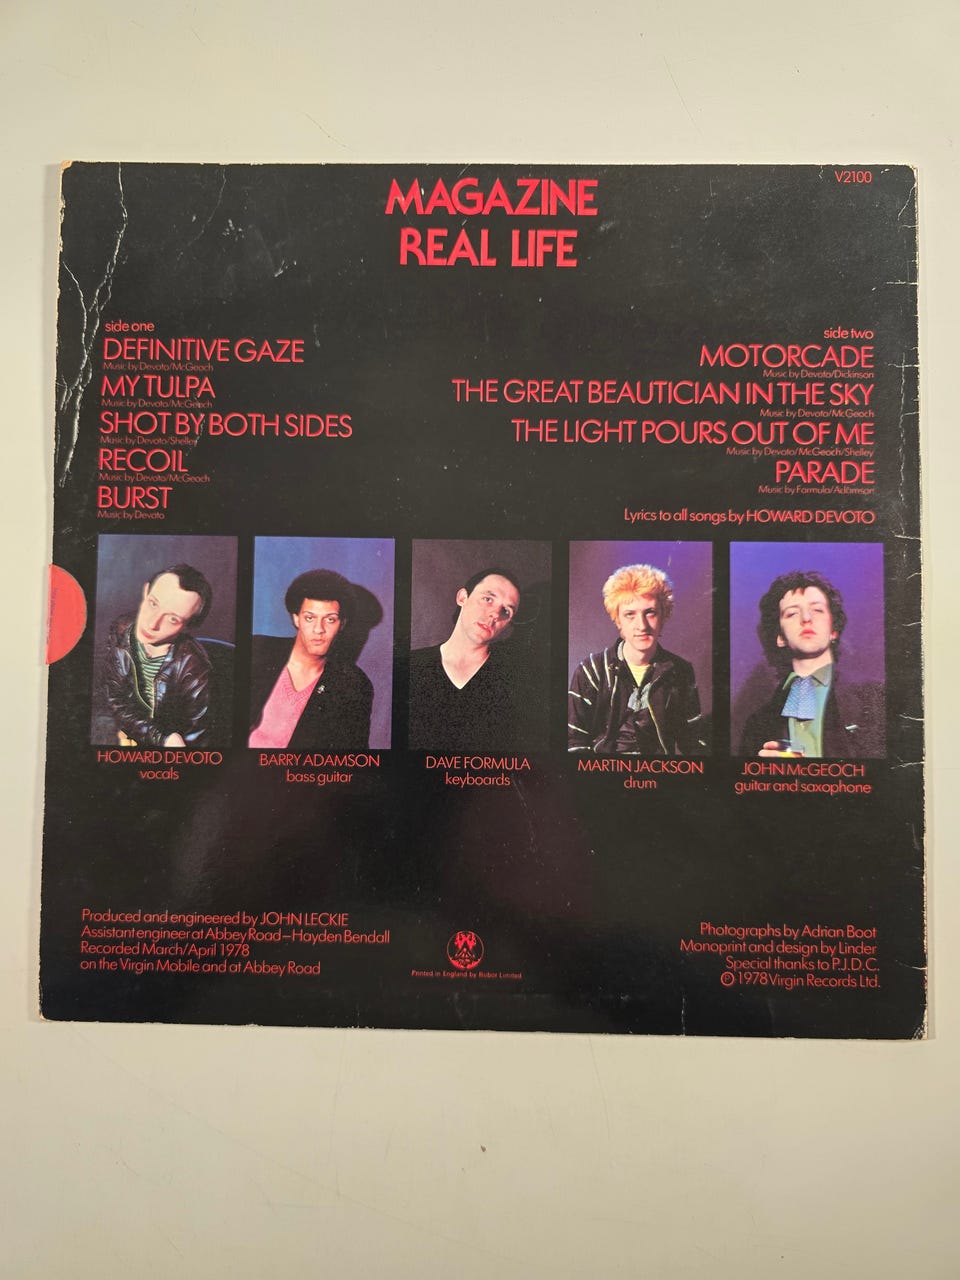 V2100
MAGAZINE
REAL LIFE
side one
DEFINITIVE GAZE
Music by Devoto/McGeoch
MY TULPA
Music by Devoto/McGeoch
SHOT BY BOTH SIDES
Music by Devoto/Shelley
RECOIL
Music by Devoto/McGeoch
BURST
Music by Devoto
side two
MOTORCADE
Music by Devoto/Dickinson
THE GREAT BEAUTICIAN IN THE SKY
Music by Devoto/McGeoch
THE LIGHT POURS OUT OF ME
Music by Devoto/McGeoch/Shelley
PARADE
Music by Formula/Adamson
Lyrics to all songs by HOWARD DEVOTO
HOWARD DEVOTO
vocals
BARRY ADAMSON
bass guitar
DAVE FORMULA
keyboards
MARTIN JACKSON
drum
JOHN McGEOCH
guitar and saxophone
Produced and engineered by JOHN LECKIE
Assistant engineer at Abbey Road—Hayden Bendall
Recorded March/April 1978
on the Virgin Mobile and at Abbey Road
Printed in England by Robor Limited
Photographs by Adrian Boot
Monoprint and design by Linder
Special thanks to P.J.D.C.
℗ 1978 Virgin Records Ltd.